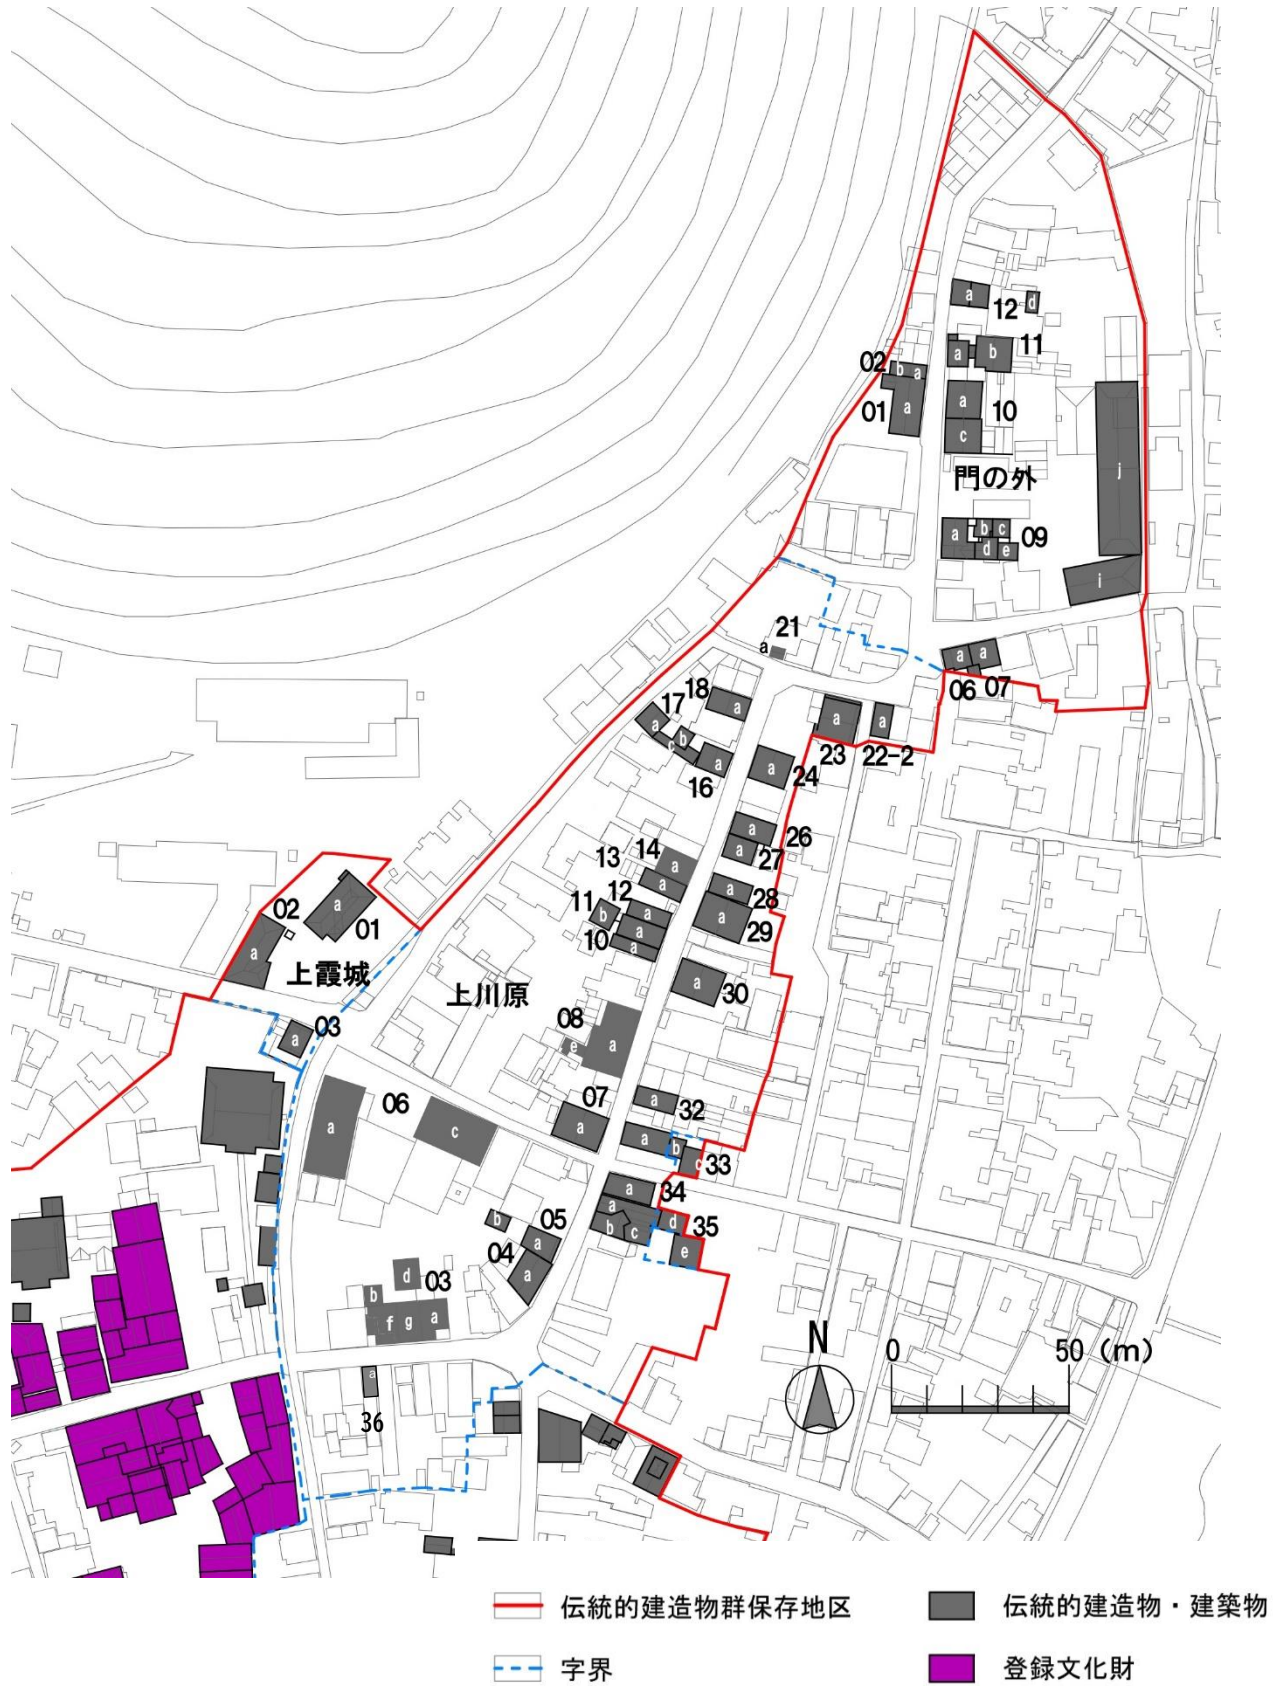 a
12
d
02
b
a
a
b
11
01
a
a
10
c
門の外
j
a
b
c
09
d
e
i
21
a
a
a
06
07
17
18
a
a
b
c
a
16
a
23
a
22-2
a
24
a
26
a
27
13
14
a
a
a
28
11
12
b
a
a
29
a
10
a
02
a
01
a
上霞城
上川原
a
30
03
a
08
e
a
06
a
c
07
a
a
32
a
b
c
33
a
34
a
b
c
d
35
e
b
05
a
04
a
d
03
b
f
g
a
a
36
N
0
50 (m)
伝統的建造物群保存地区
伝統的建造物・建築物
字界
登録文化財